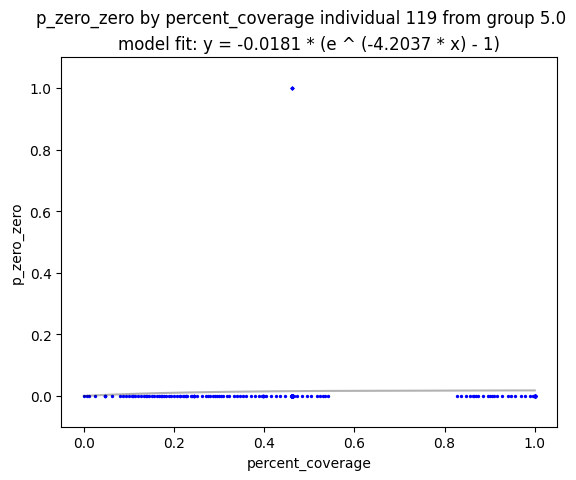 p_zero_zero by percent_coverage individual 119 from group 5.0
model fit: y = -0.0181 * (e ^ (-4.2037 * x) - 1)
1.0
0.8
0.6
0.4
0.2
0.0
p_zero_zero
0.0 0.2 0.4 0.6 0.8 1.0
percent_coverage